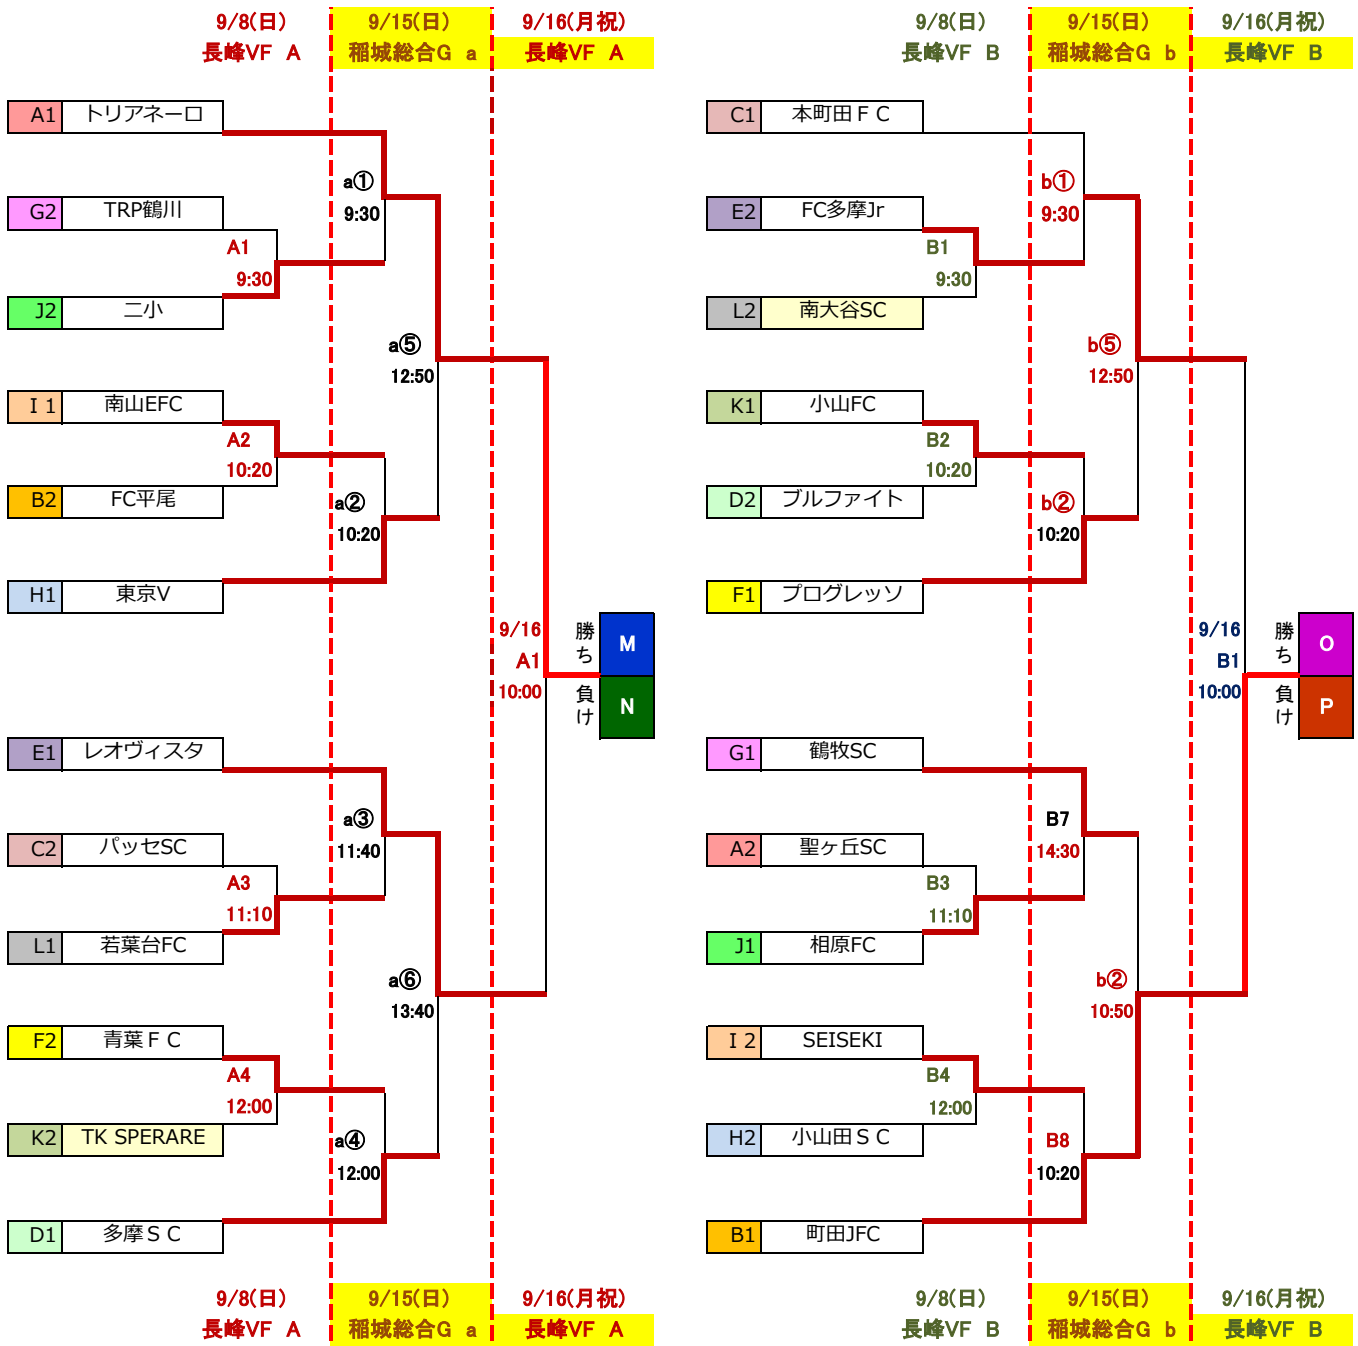 9/8(日) 9/15(日) 9/16(月祝)
長峰VF A 稲城総合G a 長峰VF A
A1 トリアネーロ
a① 9:30
G2 TRP鶴川
A1 9:30
J2 二小
a⑤ 12:50
I 1 南山EFC
A2 10:20
B2 FC平尾
a② 10:20
H1 東京V
9/16 A1 10:00
勝ち M
負け N
E1 レオヴィスタ
a③ 11:40
C2 パッセSC
A3 11:10
L1 若葉台FC
a⑥ 13:40
F2 青葉ＦＣ
A4 12:00
K2 TK SPERARE
a④ 12:00
D1 多摩ＳＣ
9/8(日) 9/15(日) 9/16(月祝)
長峰VF A 稲城総合G a 長峰VF A
9/8(日) 9/15(日) 9/16(月祝)
長峰VF B 稲城総合G b 長峰VF B
C1 本町田ＦＣ
b① 9:30
E2 FC多摩Jr
B1 9:30
L2 南大谷SC
b⑤ 12:50
K1 小山FC
B2 10:20
D2 ブルファイト
b② 10:20
F1 プログレッソ
9/16 B1 10:00
勝ち O
負け P
G1 鶴牧SC
B7 14:30
A2 聖ヶ丘SC
B3 11:10
J1 相原FC
b② 10:50
I 2 SEISEKI
B4 12:00
H2 小山田ＳＣ
B8 10:20
B1 町田JFC
9/8(日) 9/15(日) 9/16(月祝)
長峰VF B 稲城総合G b 長峰VF B